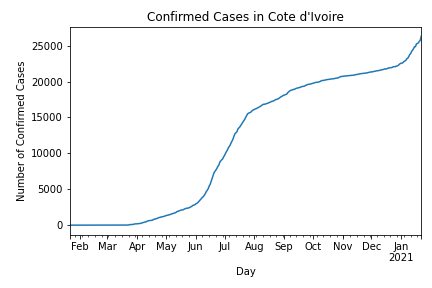 Confirmed Cases in Cote d'Ivoire
Number of Confirmed Cases
25000
20000
15000
10000
5000
0
Feb Mar Apr May Jun Jul Aug Sep Oct Nov Dec Jan
2021
Day